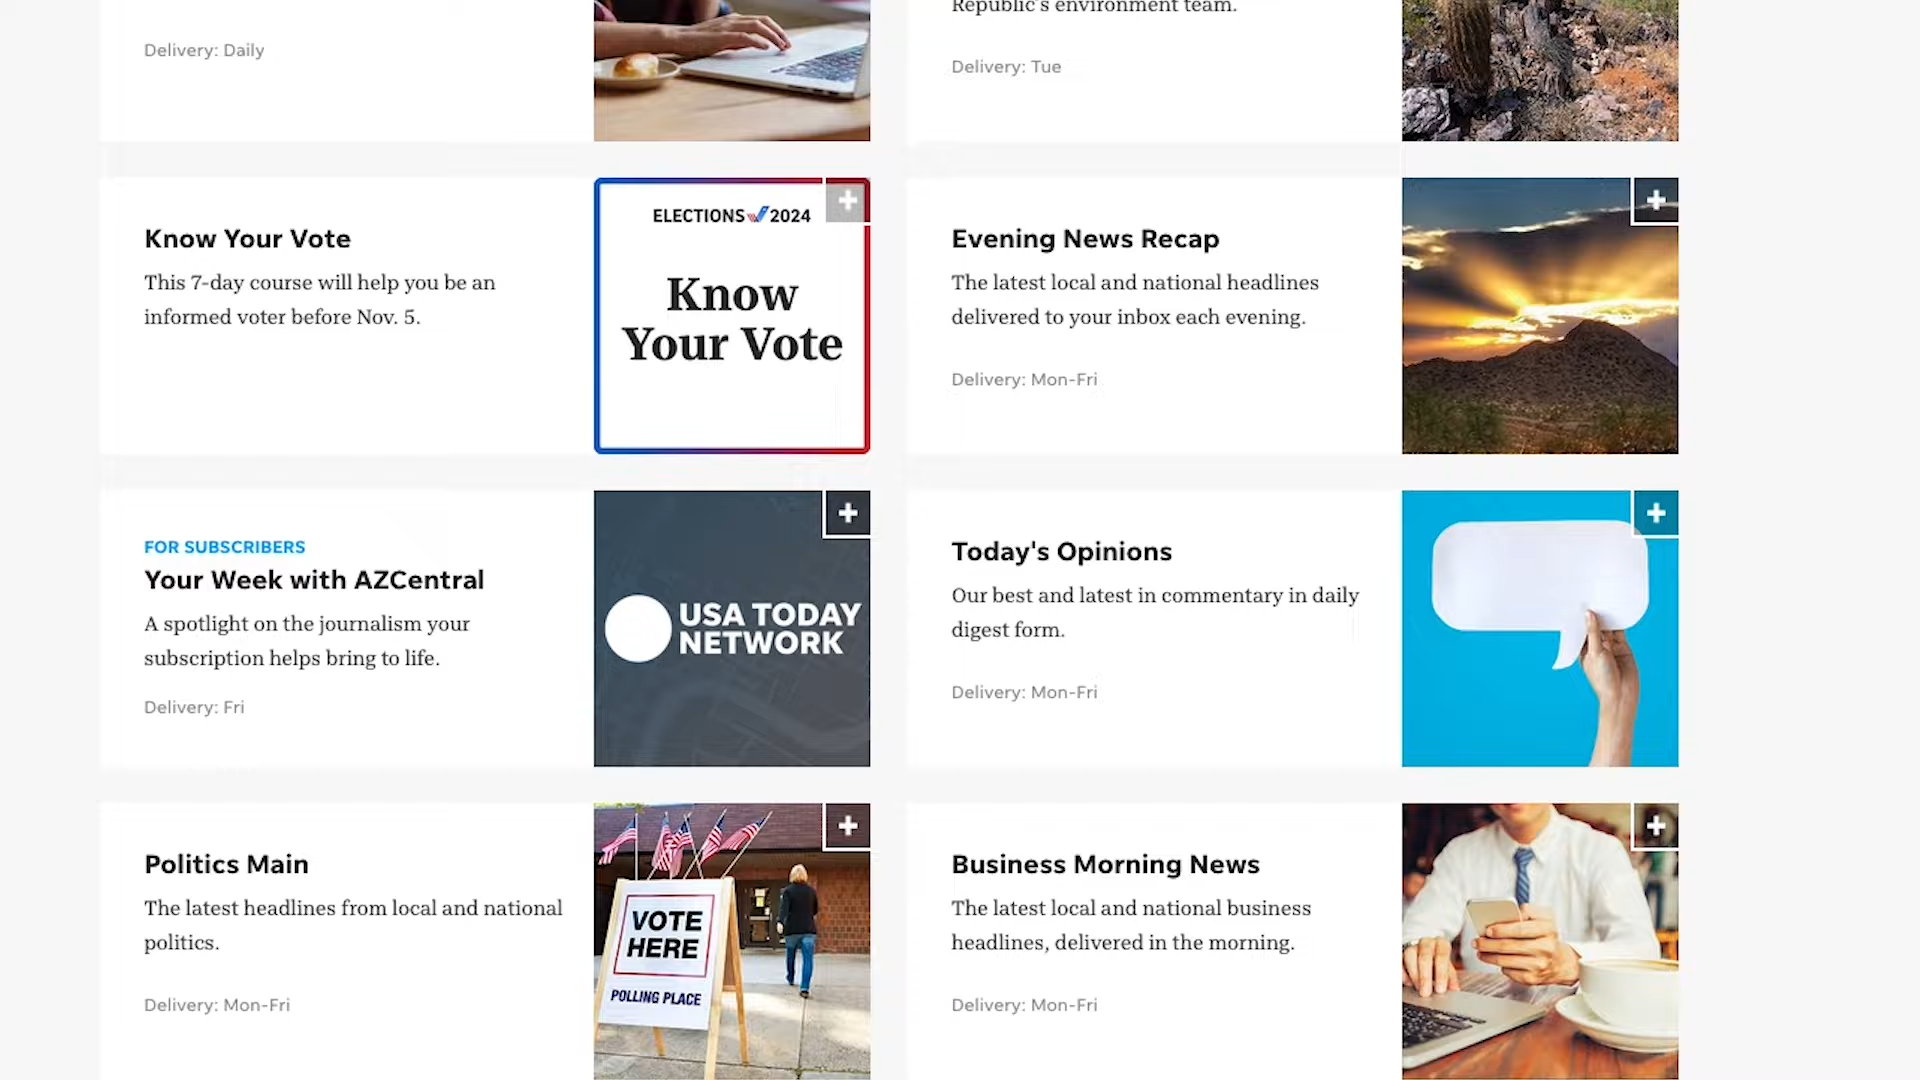 Delivery: Daily
Republic's environment team.
Delivery: Tue
Know Your Vote
This 7-day course will help you be an
informed voter before Nov. 5.
ELECTIONS 2024
Know
Your Vote
Evening News Recap
The latest local and national headlines
delivered to your inbox each evening.
Delivery: Mon-Fri
FOR SUBSCRIBERS
Your Week with AZCentral
A spotlight on the journalism your
subscription helps bring to life.
Delivery: Fri
USA TODAY
NETWORK
Today's Opinions
Our best and latest in commentary in daily
digest form.
Delivery: Mon-Fri
Politics Main
The latest headlines from local and national
politics.
Delivery: Mon-Fri
VOTE
HERE
POLLING PLACE
Business Morning News
The latest local and national business
headlines, delivered in the morning.
Delivery: Mon-Fri